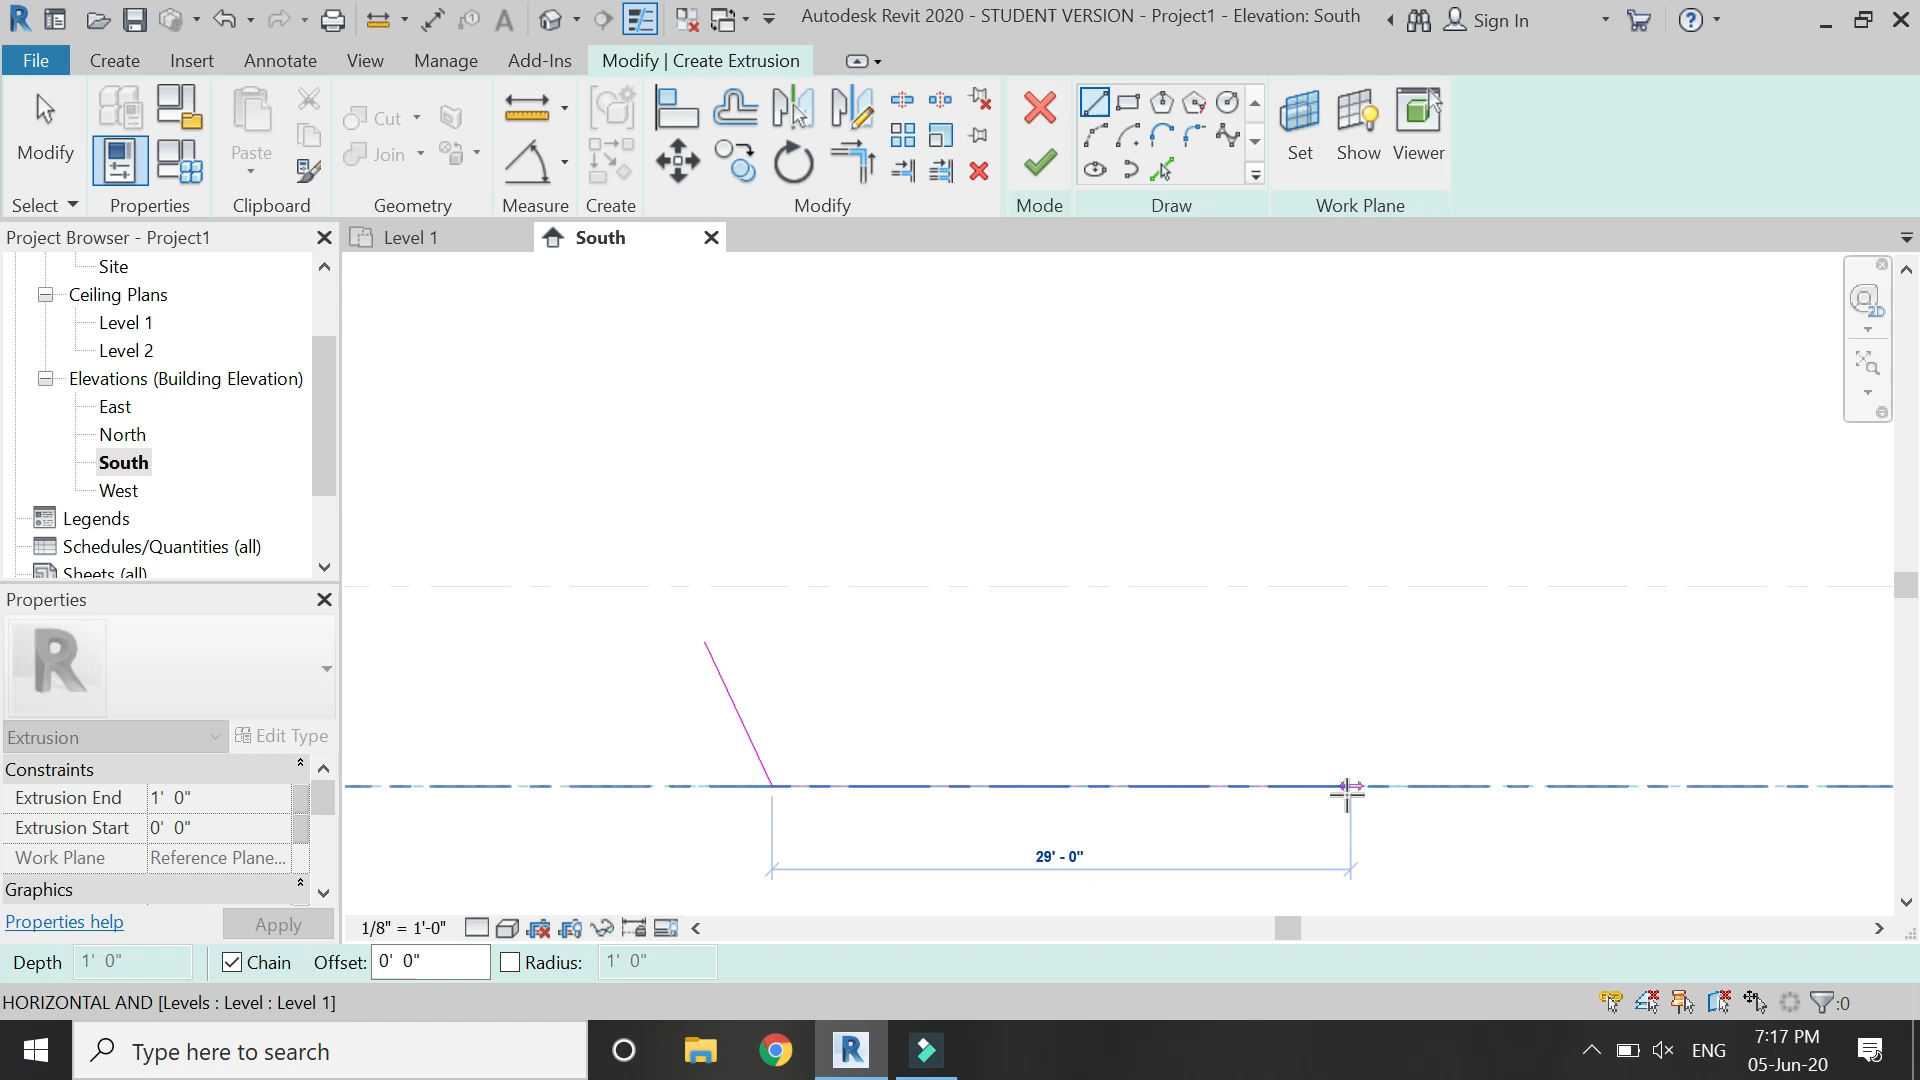 Autodesk Revit 2020 - STUDENT VERSION - Project1 - Elevation: South
Sign In
File
Create
Insert
Annotate
View
Manage
Add-Ins
Modify | Create Extrusion
Modify
Paste
Cut
Join
Set
Show
Viewer
Select
Properties
Clipboard
Geometry
Measure
Create
Modify
Mode
Draw
Work Plane
Project Browser - Project1
Level 1
South
Site
Ceiling Plans
Level 1
Level 2
Elevations (Building Elevation)
East
North
South
West
Legends
Schedules/Quantities (all)
Sheets (all)
2D
Properties
R
Extrusion
Edit Type
Constraints
Extrusion End 1' 0"
Extrusion Start 0' 0"
Work Plane Reference Plane...
Graphics
Properties help
Apply
29' - 0"
1/8" = 1'-0"
Depth 1' 0"
Chain
Offset: 0' 0"
Radius: 1' 0"
HORIZONTAL AND [Levels : Level : Level 1]
:0
Type here to search
ENG
7:17 PM
05-Jun-20